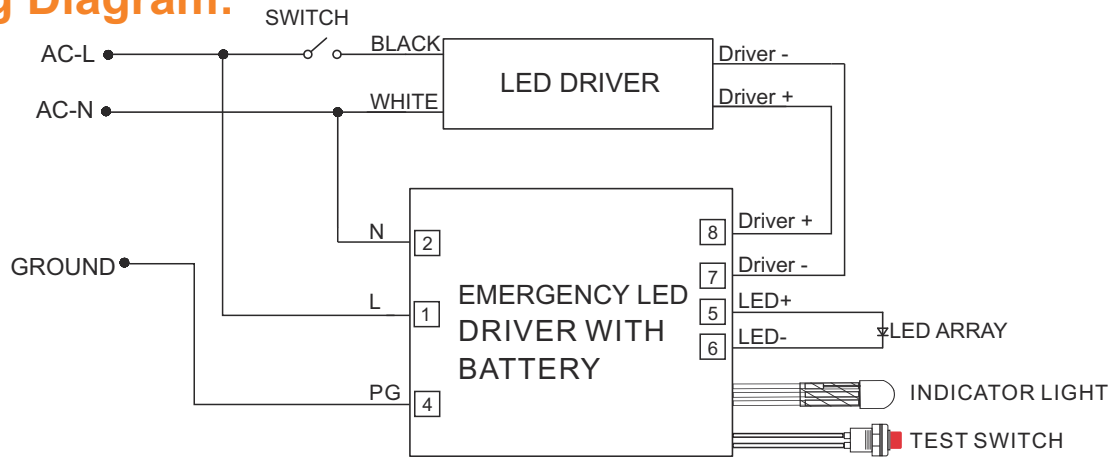 g Diagram:
SWITCH
AC-L
BLACK
LED DRIVER
Driver -
AC-N
WHITE
Driver +
N
2
8
Driver +
GROUND
7
Driver -
L
1
EMERGENCY LED
DRIVER WITH
BATTERY
5
LED+
6
LED-
LED ARRAY
PG
4
INDICATOR LIGHT
TEST SWITCH